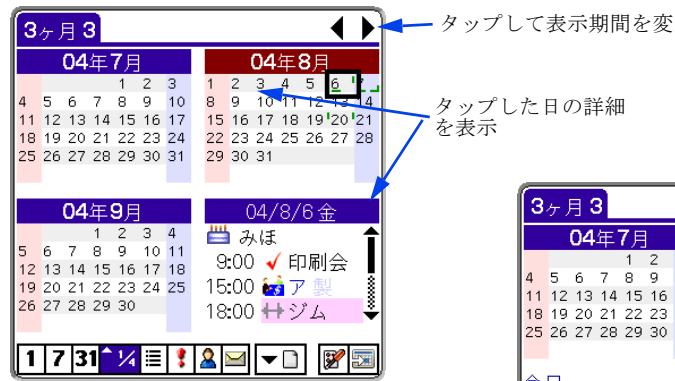 3ヶ月 3
タップして表示期間を変
04年7月
1 2 3
4 5 6 7 8 9 10
11 12 13 14 15 16 17
18 19 20 21 22 23 24
25 26 27 28 29 30 31
04年8月
1 2 3 4 5 6 7
8 9 10 11 12 13 14
15 16 17 18 19 20 21
22 23 24 25 26 27 28
29 30 31
タップした日の詳細
を表示
04年9月
1 2 3 4
5 6 7 8 9 10 11
12 13 14 15 16 17 18
19 20 21 22 23 24 25
26 27 28 29 30
04/8/6 金
みほ
9:00 印刷会
15:00 ア 製
18:00 ジム
1 7 31 1/4
3ヶ月 3
04年7月
1 2
4 5 6 7 8 9
11 12 13 14 15 16
18 19 20 21 22 23
25 26 27 28 29 30